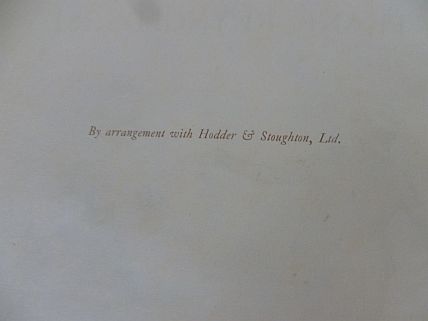 By arrangement with Hodder & Stoughton, Ltd.